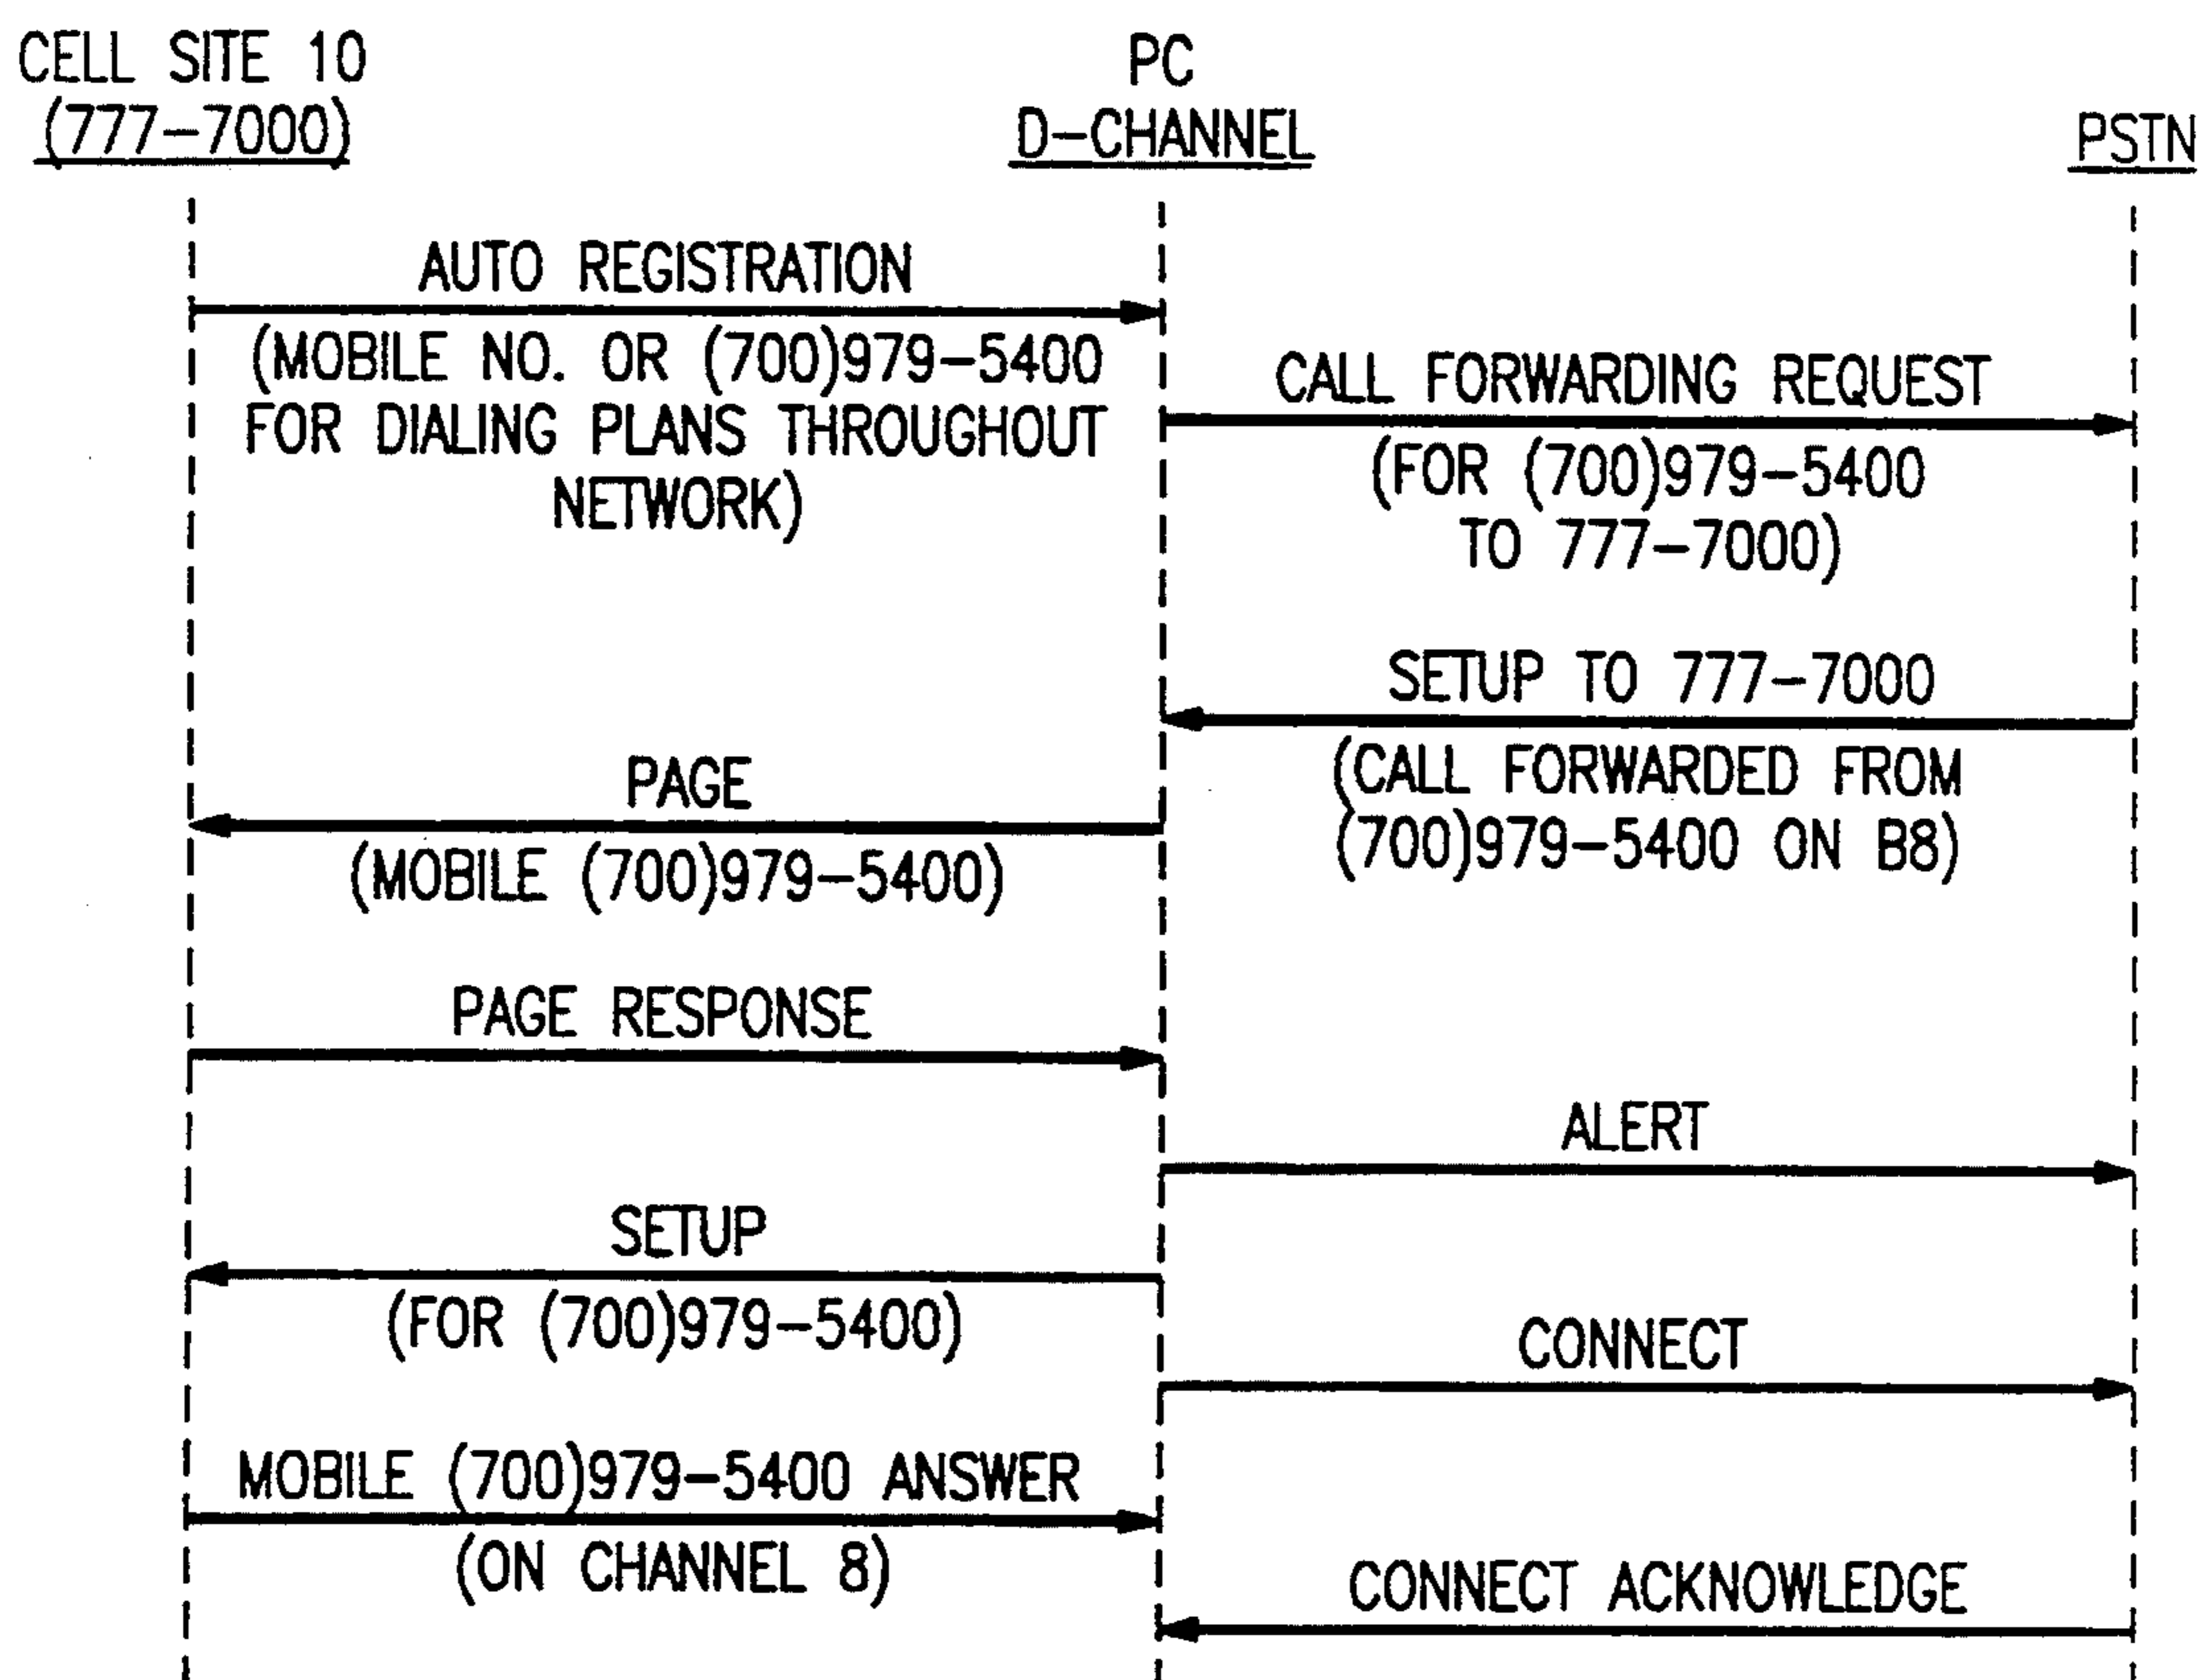 CELL SITE 10
(777-7000)
PC
D-CHANNEL
PSTN
AUTO REGISTRATION
(MOBILE NO. OR (700)979-5400
FOR DIALING PLANS THROUGHOUT
NETWORK)
CALL FORWARDING REQUEST
(FOR (700)979-5400
TO 777-7000)
SETUP TO 777-7000
(CALL FORWARDED FROM
(700)979-5400 ON B8)
PAGE
(MOBILE (700)979-5400)
PAGE RESPONSE
ALERT
SETUP
(FOR (700)979-5400)
CONNECT
MOBILE (700)979-5400 ANSWER
(ON CHANNEL 8)
CONNECT ACKNOWLEDGE